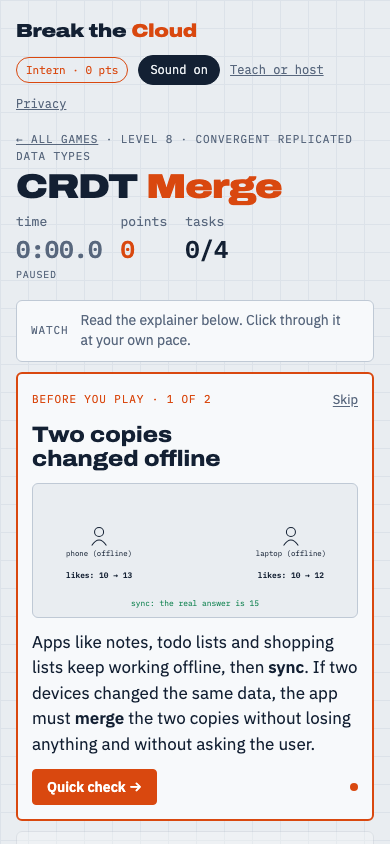 Break the Cloud
Intern · 0 pts
Sound on
Teach or host
Privacy
← ALL GAMES · LEVEL 8 · CONVERGENT REPLICATED
DATA TYPES
CRDT Merge
time points tasks
0:00.0 0 0/4
PAUSED
WATCH
Read the explainer below. Click through it
at your own pace.
BEFORE YOU PLAY · 1 OF 2
Skip
Two copies
changed offline
phone (offline) laptop (offline)
likes: 10 → 13 likes: 10 → 12
sync: the real answer is 15
Apps like notes, todo lists and shopping
lists keep working offline, then sync. If two
devices changed the same data, the app
must merge the two copies without losing
anything and without asking the user.
Quick check →